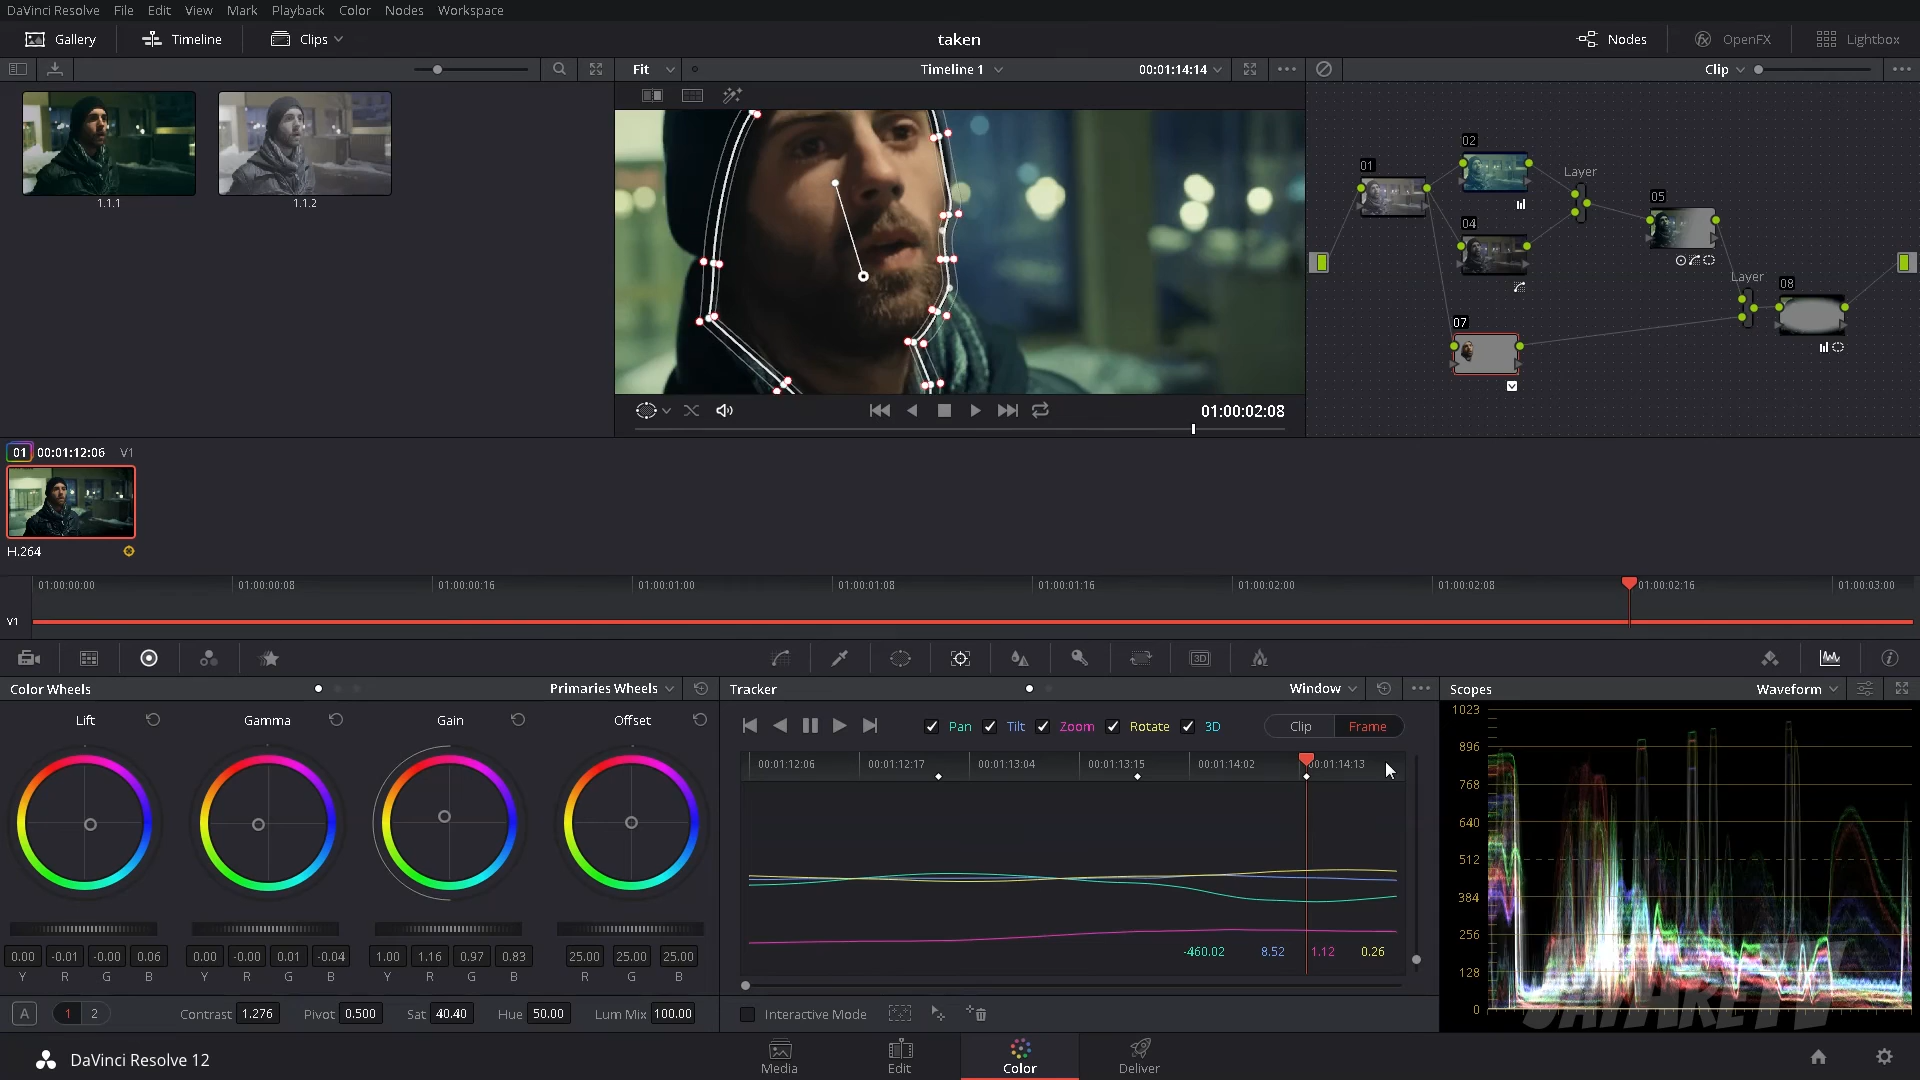 DaVinci Resolve File Edit View Mark Playback Color Nodes Workspace
Gallery Timeline Clips taken Nodes OpenFX Lightbox
Fit Timeline 1 00:01:14:14 Clip
1.1.1 1.1.2
01 02 04 05 07 08
Layer
Layer
01:00:02:08
01 00:01:12:06 V1
H.264
01:00:00:00 01:00:00:08 01:00:00:16 01:00:01:00 01:00:01:08 01:00:01:16 01:00:02:00 01:00:02:08 01:00:02:16 01:00:03:00
V1
3D
Color Wheels Primaries Wheels
Lift Gamma Gain Offset
0.00 -0.01 -0.00 0.06 0.00 -0.00 0.01 -0.04 1.00 1.16 0.97 0.83 25.00 25.00 25.00
Y R G B Y R G B Y R G B R G B
A 1 2 Contrast 1.276 Pivot 0.500 Sat 40.40 Hue 50.00 Lum Mix 100.00
Tracker Window
Pan Tilt Zoom Rotate 3D Clip Frame
00:01:12:06 00:01:12:17 00:01:13:04 00:01:13:15 00:01:14:02 00:01:14:13
-460.02 8.52 1.12 0.26
Interactive Mode
Scopes Waveform
1023
896
768
640
512
384
256
128
0
DaVinci Resolve 12 Media Edit Color Deliver